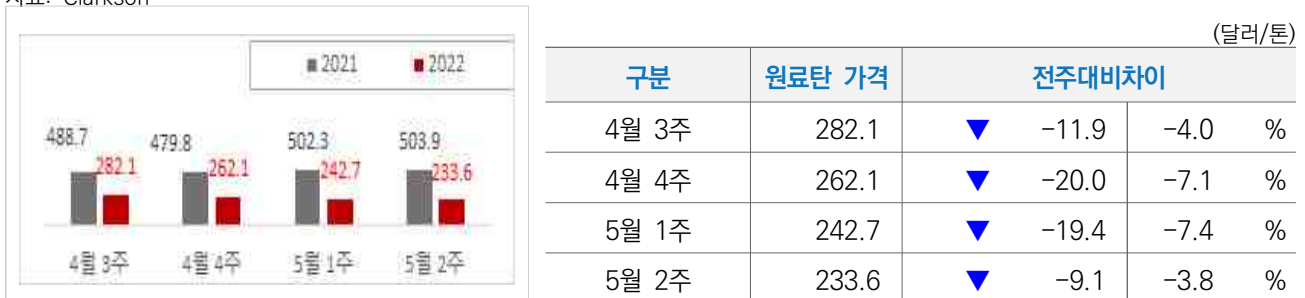 자료: Clarkson
■ 2021 ■ 2022
488.7 479.8 502.3 503.9
282.1 262.1 242.7 233.6
4월 3주 4월 4주 5월 1주 5월 2주
(달러/톤)
구분 원료탄 가격 전주대비차이
4월 3주 282.1 ▼ -11.9 -4.0 %
4월 4주 262.1 ▼ -20.0 -7.1 %
5월 1주 242.7 ▼ -19.4 -7.4 %
5월 2주 233.6 ▼ -9.1 -3.8 %